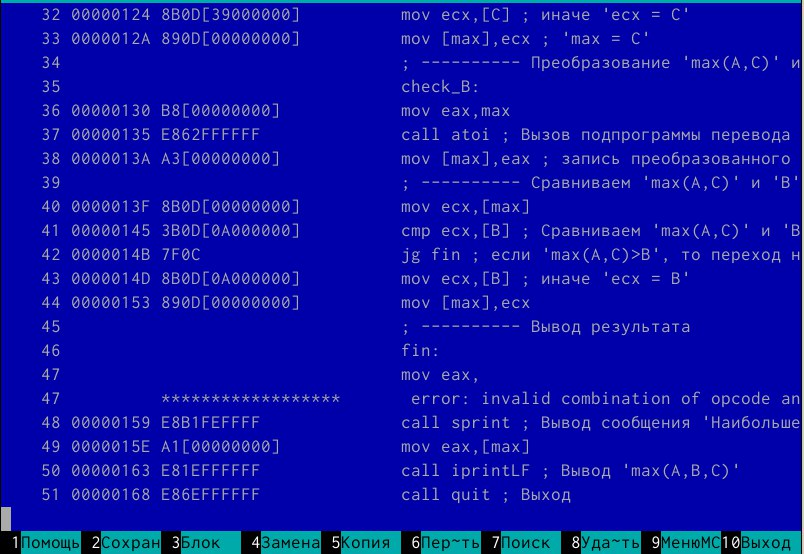 32 00000124 8B0D[39000000] mov ecx,[C] ; иначе 'ecx = C'
33 0000012A 890D[00000000] mov [max],ecx ; 'max = C'
34 ; ---------- Преобразование 'max(A,C)' и
35 check_B:
36 00000130 B8[00000000] mov eax,max
37 00000135 E862FFFFFF call atoi ; Вызов подпрограммы перевода
38 0000013A A3[00000000] mov [max],eax ; запись преобразованного
39 ; ---------- Сравниваем 'max(A,C)' и 'B'
40 0000013F 8B0D[00000000] mov ecx,[max]
41 00000145 3B0D[0A000000] cmp ecx,[B] ; Сравниваем 'max(A,C)' и 'B
42 0000014B 7F0C jg fin ; если 'max(A,C)>B', то переход н
43 0000014D 8B0D[0A000000] mov ecx,[B] ; иначе 'ecx = B'
44 00000153 890D[00000000] mov [max],ecx
45 ; ---------- Вывод результата
46 fin:
47 mov eax,
47 ****************** error: invalid combination of opcode an
48 00000159 E8B1FEFFFF call sprint ; Вывод сообщения 'Наибольше
49 0000015E A1[00000000] mov eax,[max]
50 00000163 E81EFFFFFF call iprintLF ; Вывод 'max(A,B,C)'
51 00000168 E86EFFFFFF call quit ; Выход
1Помощь 2Сохран 3Блок 4Замена 5Копия 6Пер~ть 7Поиск 8Уда~ть 9МенюMC 10Выход